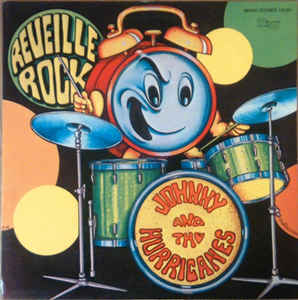 REVEILLE
ROCK
JOHNNY
AND
THE
HURRICANES